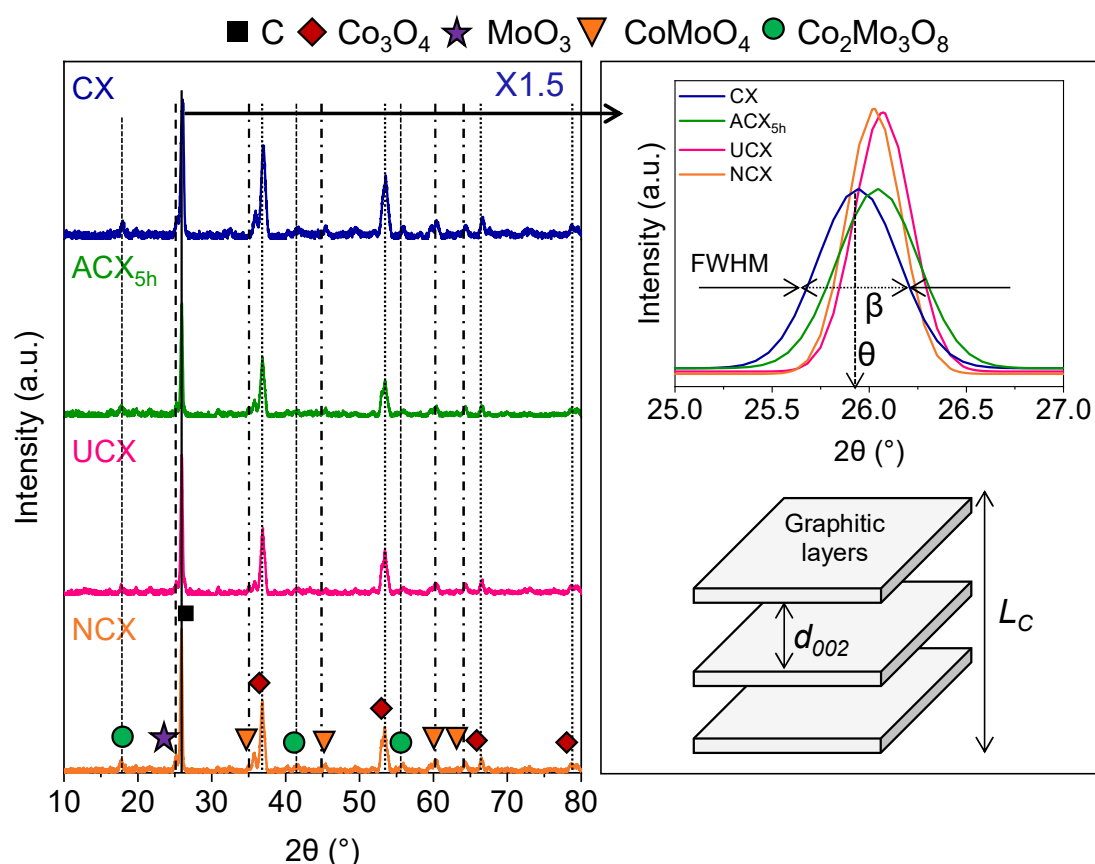 C Co₃O₄ MoO₃ CoMoO₄ Co₂Mo₃O₈
CX
X1.5
ACX₅ₕ
UCX
NCX
Intensity (a.u.)
10 20 30 40 50 60 70 80
2θ (°)
CX
ACX₅ₕ
UCX
NCX
FWHM
β
θ
Intensity (a.u.)
25.0 25.5 26.0 26.5 27.0
2θ (°)
Graphitic
layers
d₀₀₂
L_C